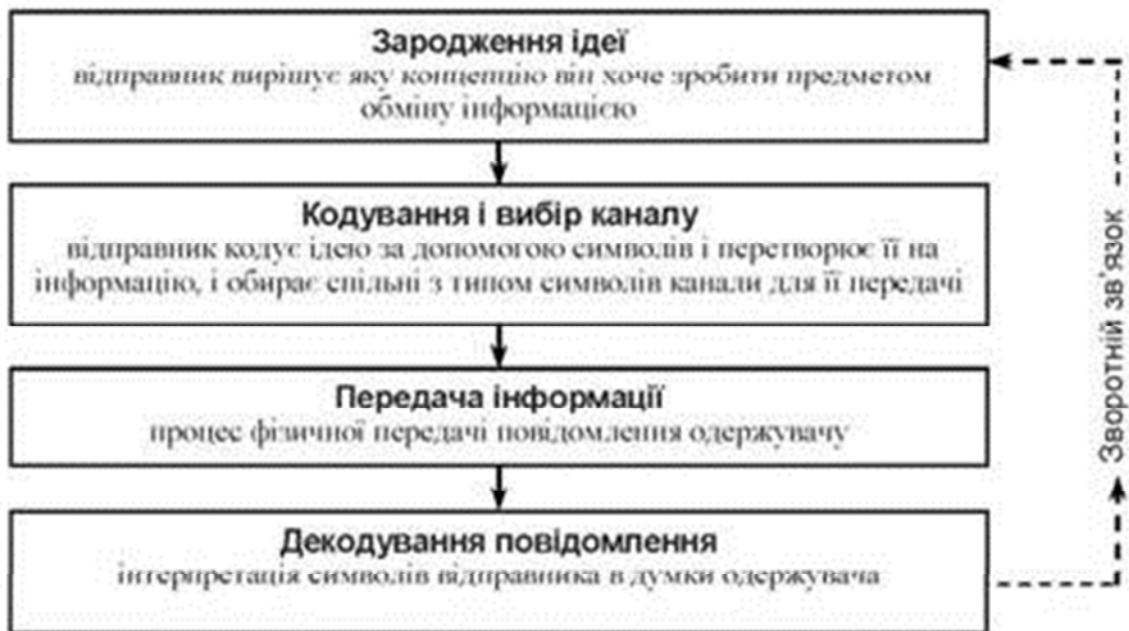 Зародження ідеї
відправник вирішує яку концепцію він хоче зробити предметом
обміну інформацією
Кодування і вибір каналу
відправник кодує ідею за допомогою символів і перетворює її на
інформацію, і обирає спільні з типом символів канали для її передачі
Передача інформації
процес фізичної передачі повідомлення одержувачу
Декодування повідомлення
інтерпретація символів відправника в думки одержувача
Зворотній зв'язок